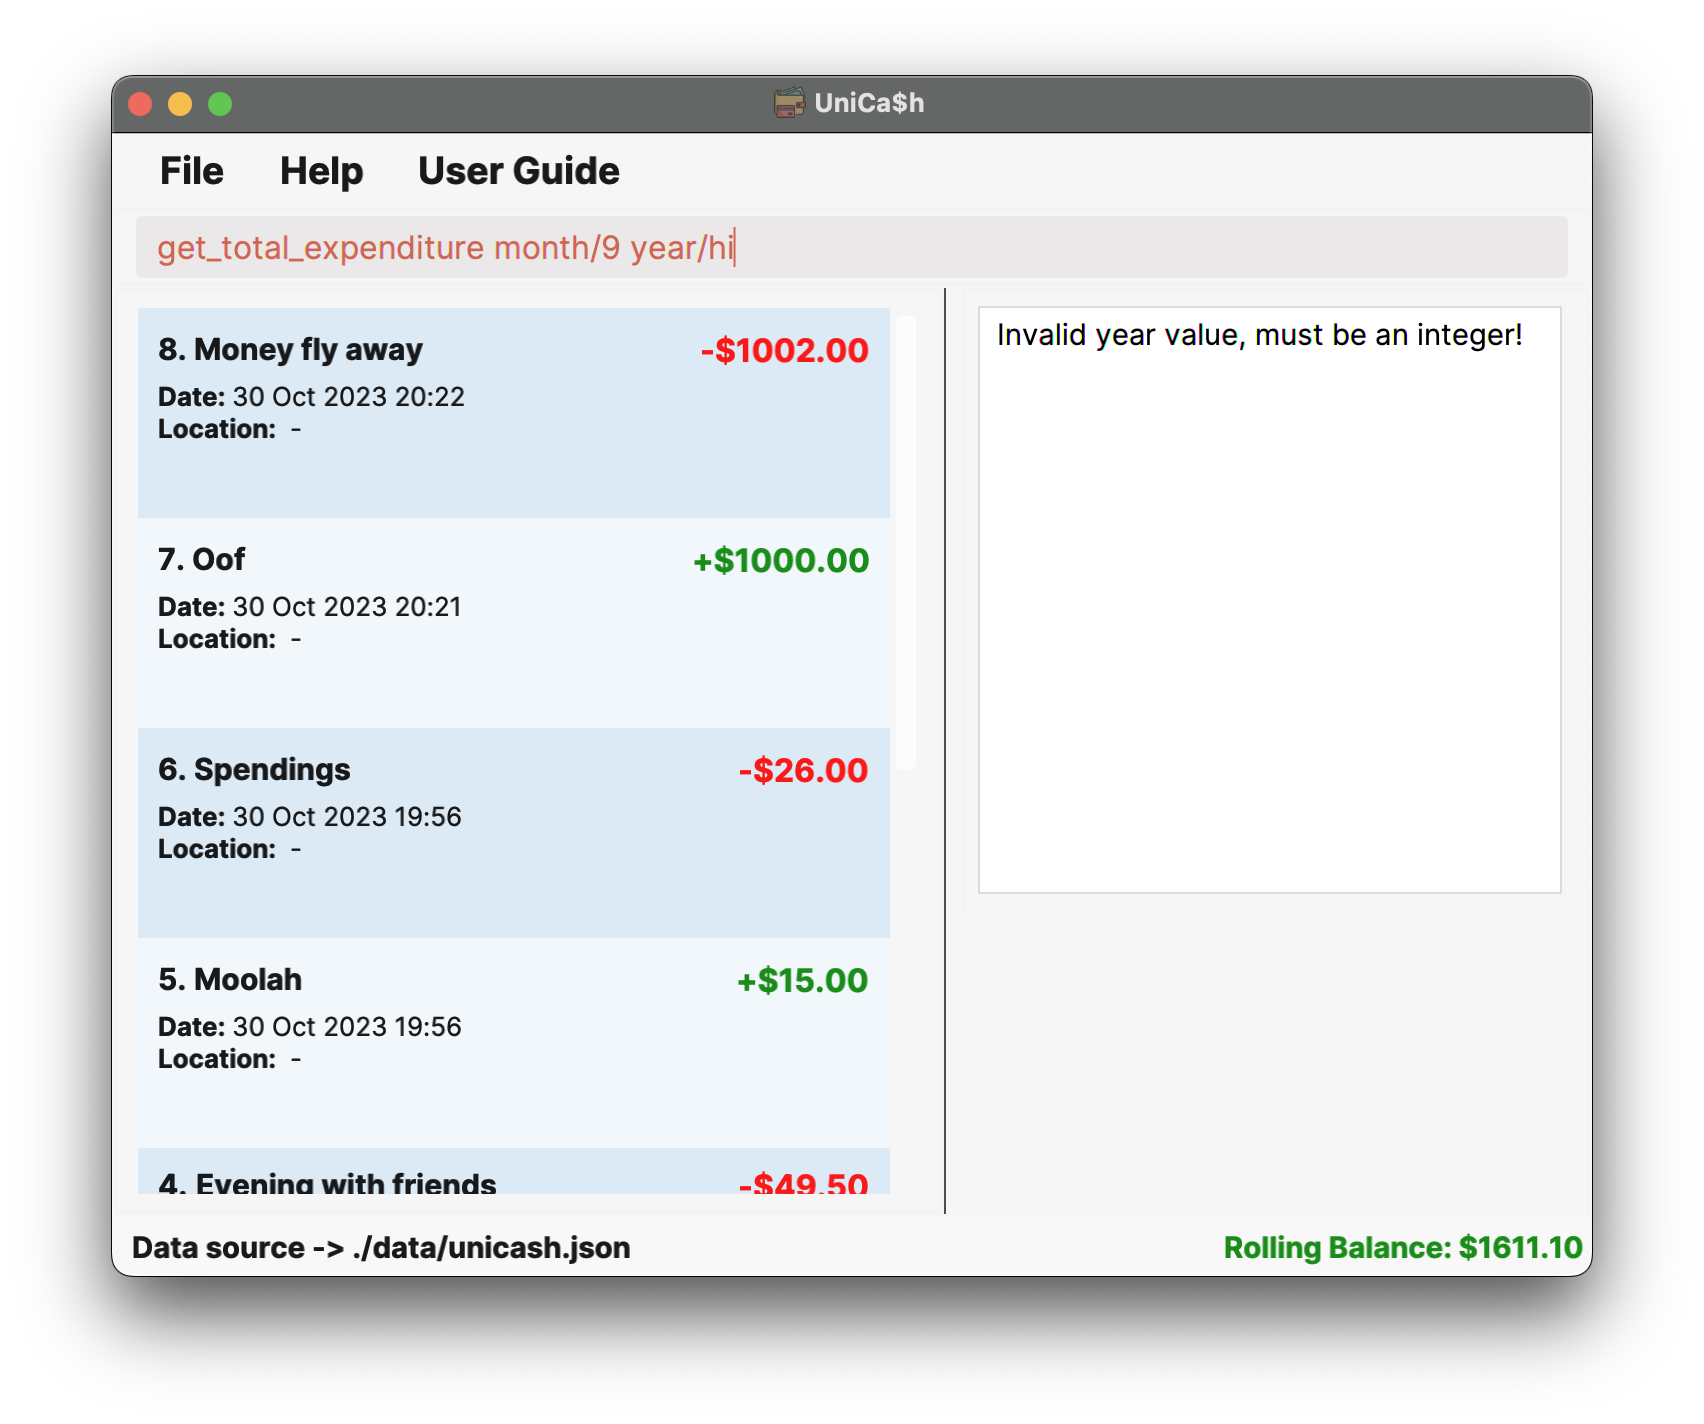 UniCa$h
File Help User Guide
get_total_expenditure month/9 year/hi
8. Money fly away -$1002.00
Date: 30 Oct 2023 20:22
Location: -
7. Oof +$1000.00
Date: 30 Oct 2023 20:21
Location: -
6. Spendings -$26.00
Date: 30 Oct 2023 19:56
Location: -
5. Moolah +$15.00
Date: 30 Oct 2023 19:56
Location: -
4. Evening with friends -$49.50
Invalid year value, must be an integer!
Data source -> ./data/unicash.json
Rolling Balance: $1611.10